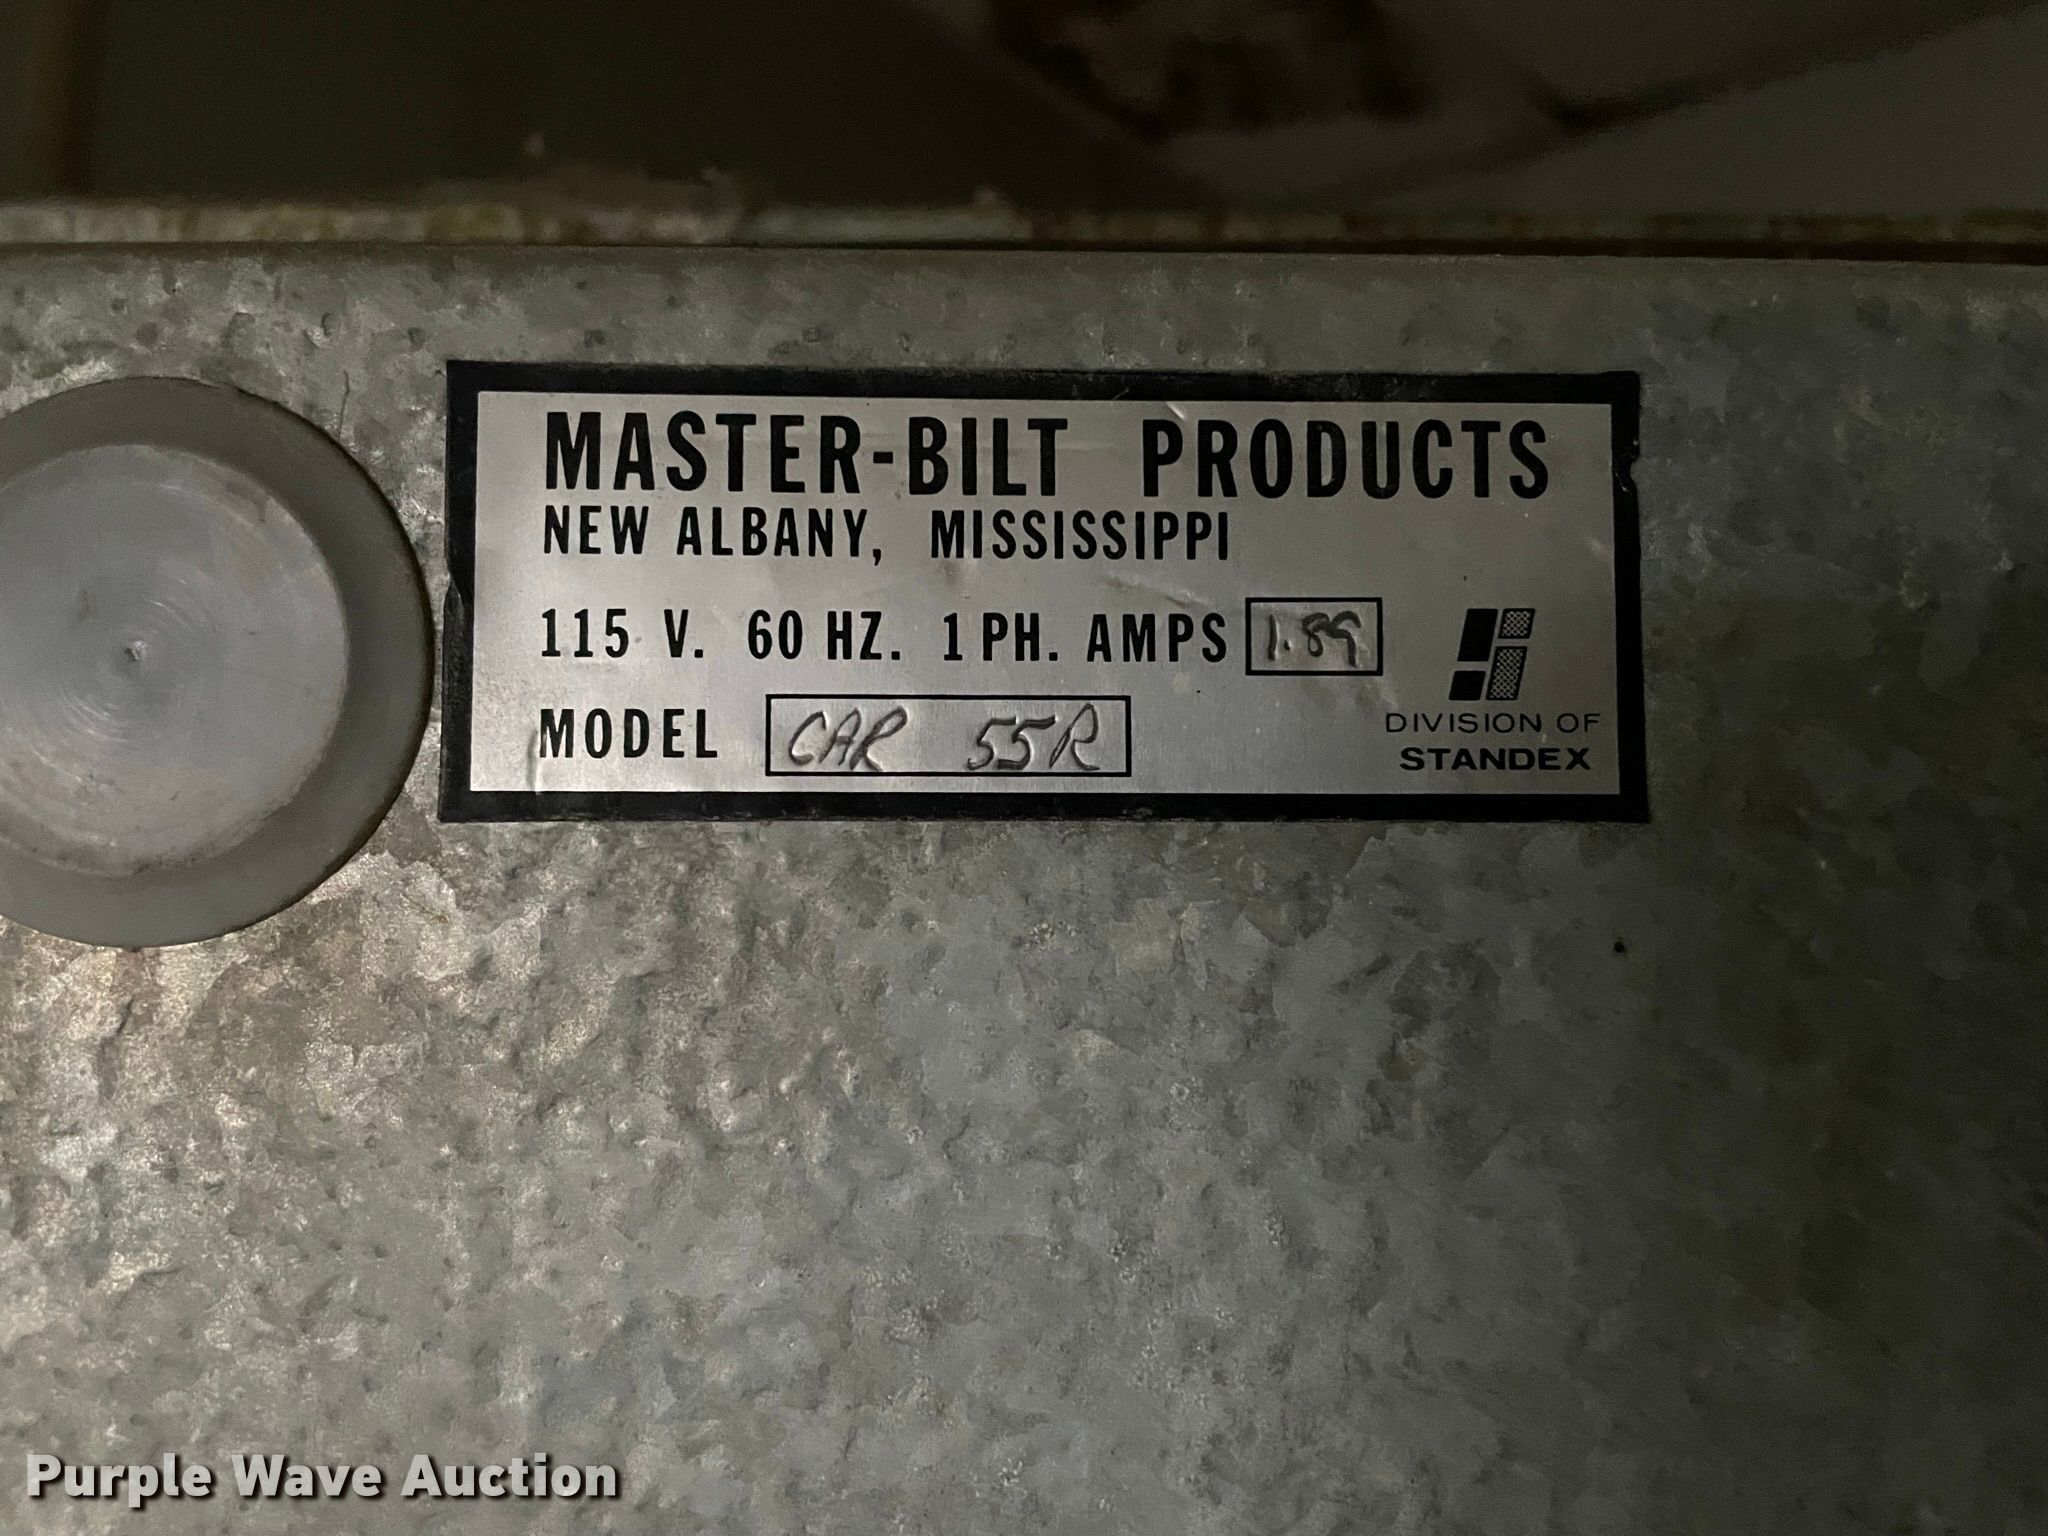 MASTER-BILT PRODUCTS
NEW ALBANY, MISSISSIPPI
115 V. 60 HZ. 1 PH. AMPS 1.89
MODEL CAR 55R
DIVISION OF
STANDEX
Purple Wave Auction